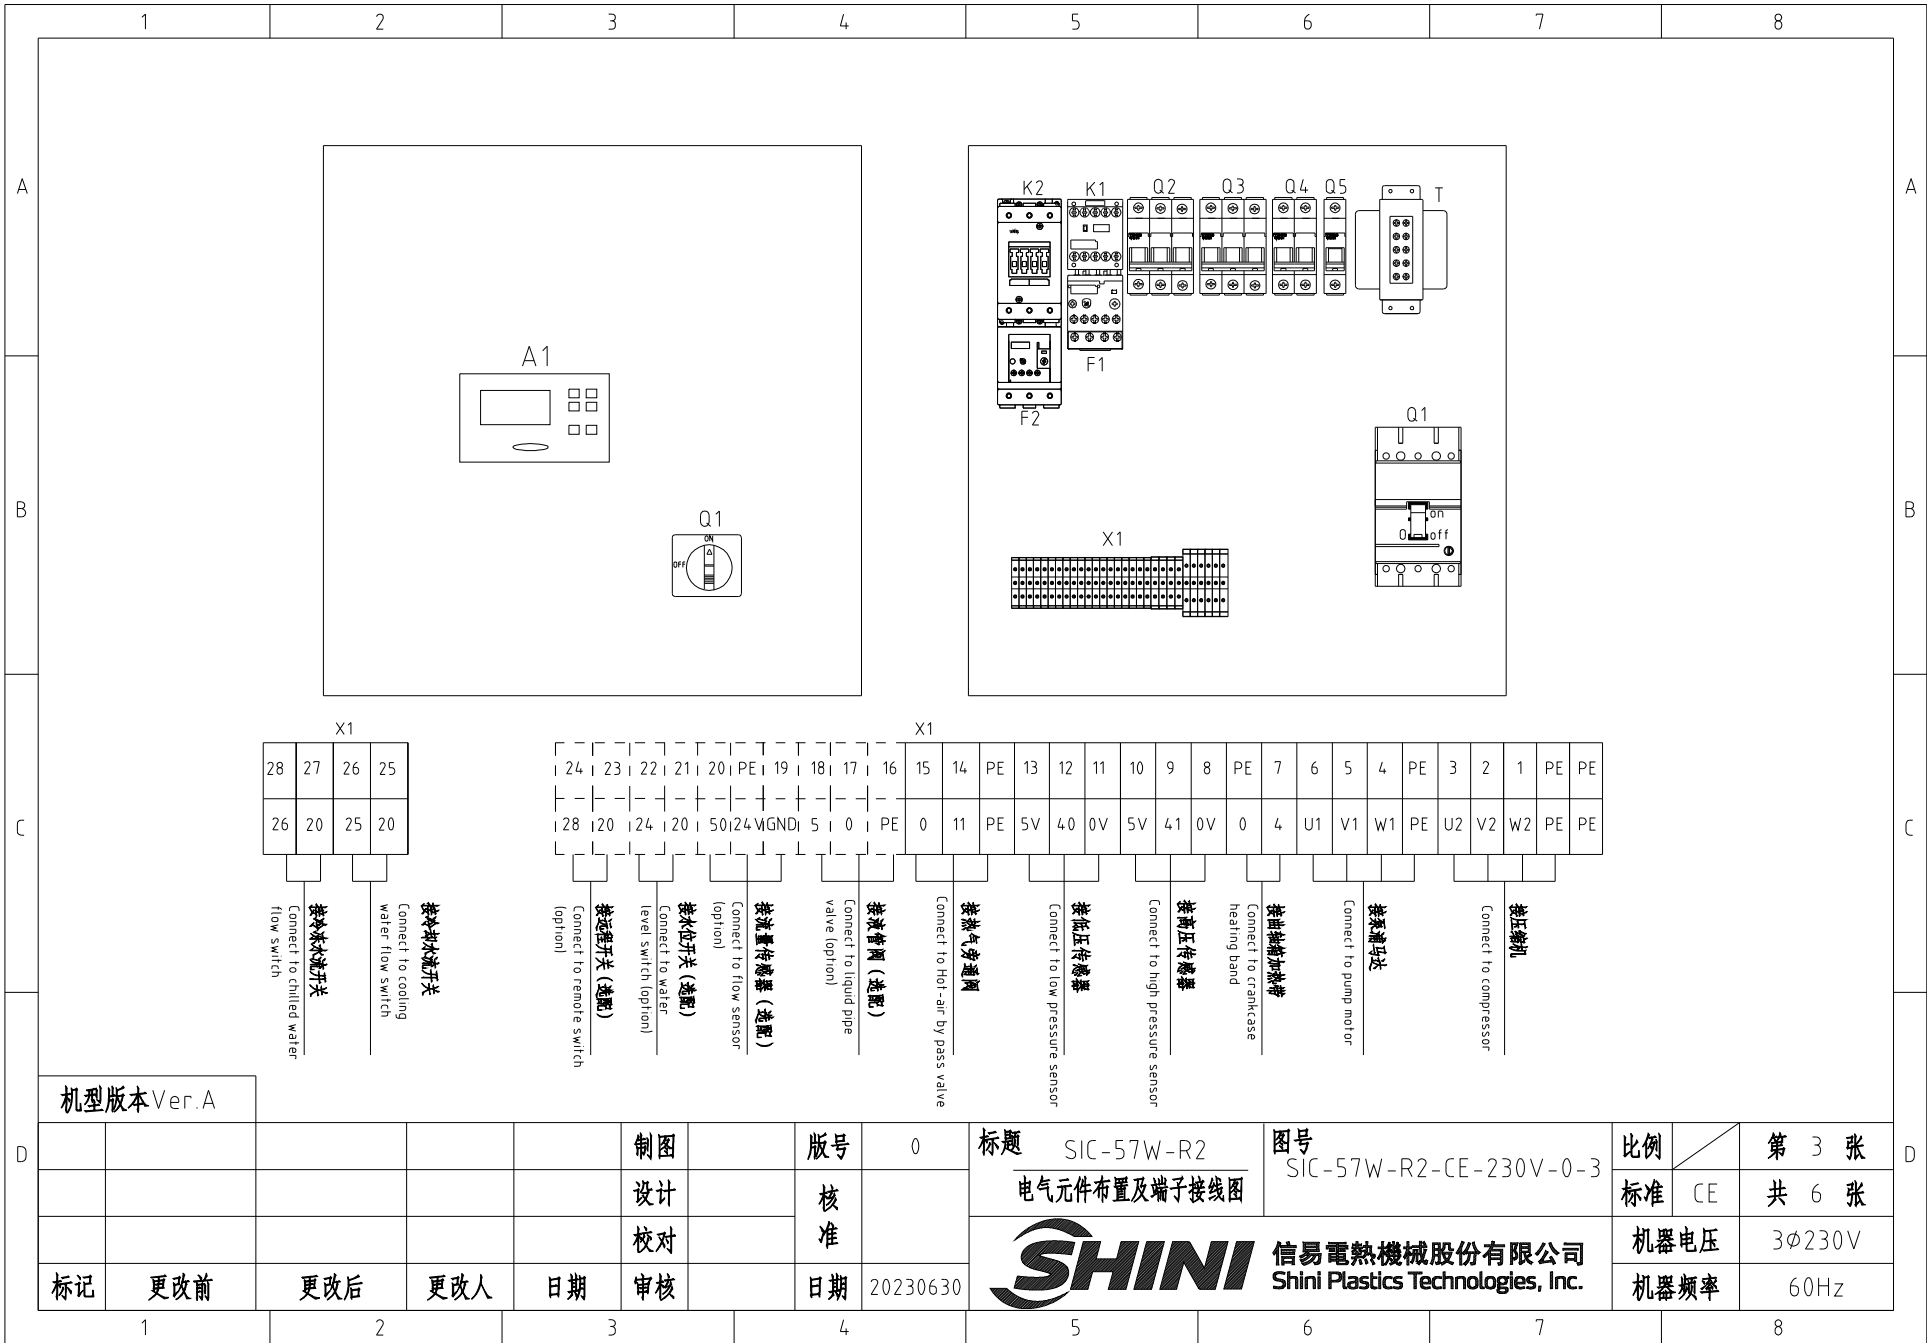 1 2 3 4 5 6 7 8
A A
K2 K1 Q2 Q3 Q4 Q5 T
A1
F1
F2
Q1
on
O off
B B
Q1
ON
OFF
X1
X1 X1
28 27 26 25
26 20 25 20
24 23 22 21 20 PE 19 18 17 16 15 14 PE 13 12 11 10 9 8 PE 7 6 5 4 PE 3 2 1 PE PE
28 20 24 20 50 24V GND 5 0 PE 0 11 PE 5V 40 0V 5V 41 0V 0 4 U1 V1 W1 PE U2 V2 W2 PE PE
C C
接冷冻水流开关
Connect to chilled water
flow switch
接冷却水流开关
Connect to cooling
water flow switch
接远程开关（选配）
Connect to remote switch
(option)
接水位开关（选配）
Connect to water
level switch (option)
接流量传感器（选配）
Connect to flow sensor
(option)
接液管阀（选配）
Connect to liquid pipe
valve (option)
接热气旁通阀
Connect to Hot-air by pass valve
接低压传感器
Connect to low pressure sensor
接高压传感器
Connect to high pressure sensor
接曲轴箱加热带
Connect to crankcase
heating band
接泵浦马达
Connect to pump motor
接压缩机
Connect to compressor
机型版本Ver.A
D D
制图 版号 0
设计 核准
校对
标记 更改前 更改后 更改人 日期 审核 日期 20230630
标题 SIC-57W-R2
电气元件布置及端子接线图
图号
SIC-57W-R2-CE-230V-0-3
比例 第 3 张
标准 CE 共 6 张
SHINI
信易電熱機械股份有限公司
Shini Plastics Technologies, Inc.
机器电压 3Ø230V
机器频率 60Hz
1 2 3 4 5 6 7 8